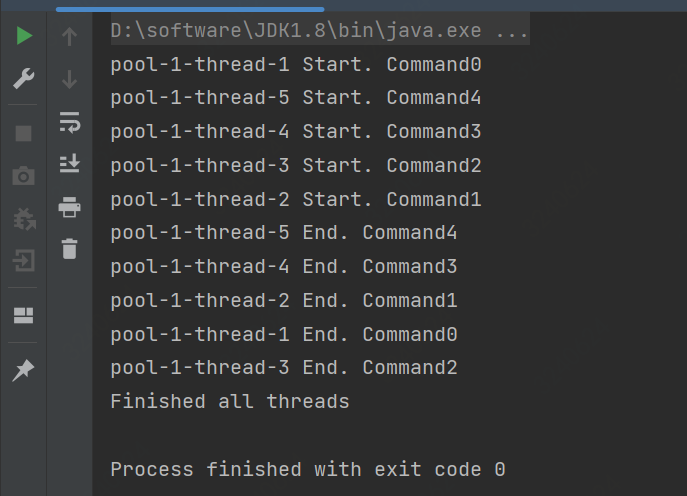 D:\software\JDK1.8\bin\java.exe ...
pool-1-thread-1 Start. Command0
pool-1-thread-5 Start. Command4
pool-1-thread-4 Start. Command3
pool-1-thread-3 Start. Command2
pool-1-thread-2 Start. Command1
pool-1-thread-5 End. Command4
pool-1-thread-4 End. Command3
pool-1-thread-2 End. Command1
pool-1-thread-1 End. Command0
pool-1-thread-3 End. Command2
Finished all threads
Process finished with exit code 0